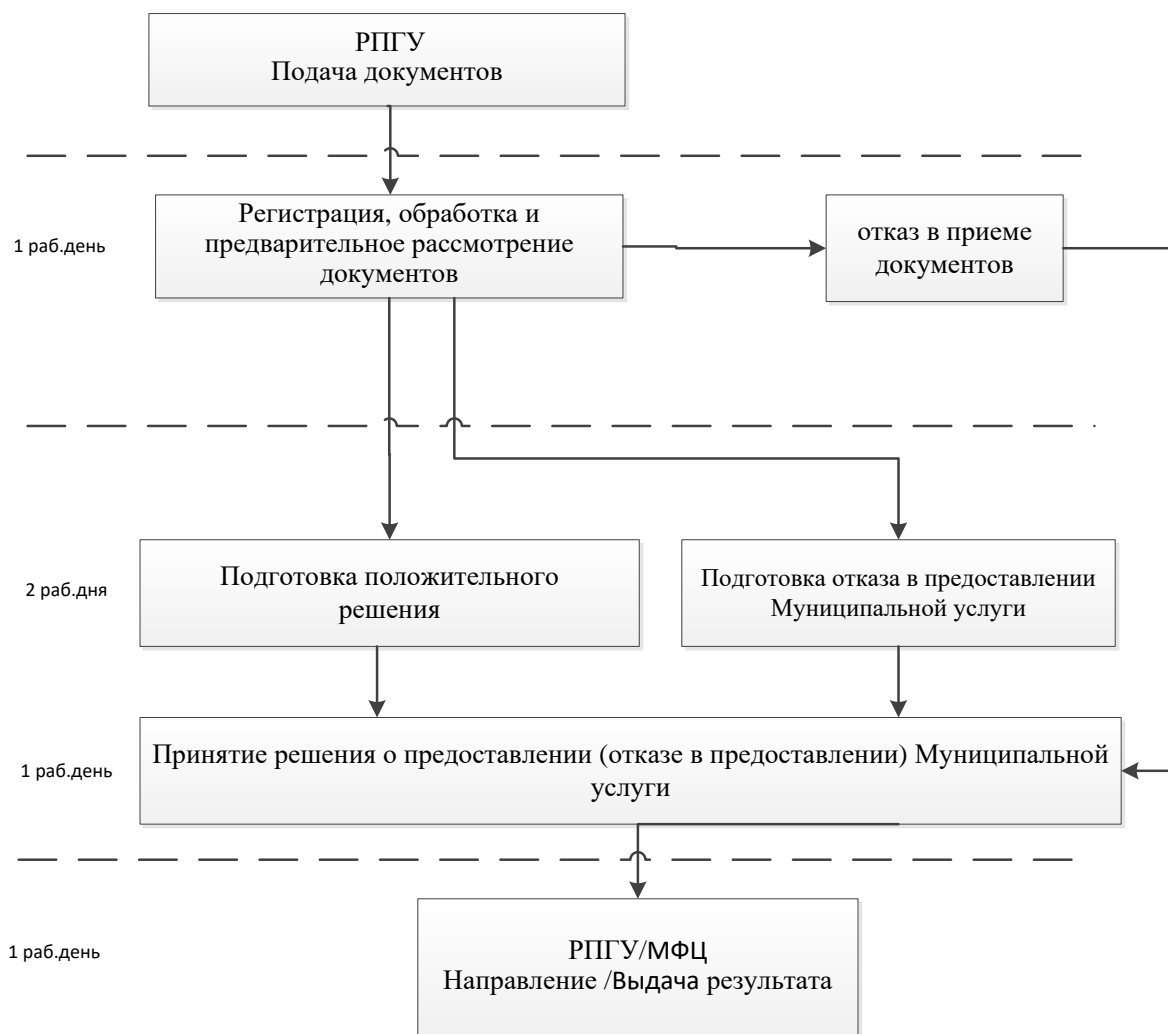 РПГУ
Подача документов
1 раб.день
Регистрация, обработка и
предварительное рассмотрение
документов
отказ в приеме
документов
2 раб.дня
Подготовка положительного
решения
Подготовка отказа в предоставлении
Муниципальной услуги
1 раб.день
Принятие решения о предоставлении (отказе в предоставлении) Муниципальной
услуги
1 раб.день
РПГУ/МФЦ
Направление /Выдача результата